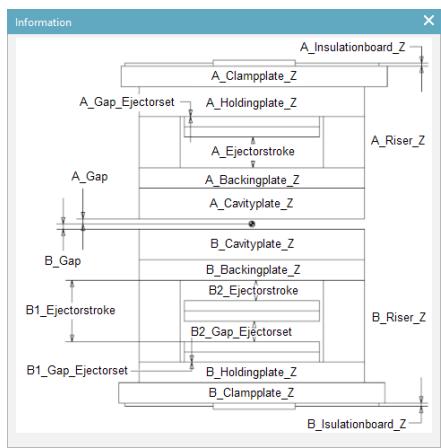 Information
A_Insulationboard_Z
A_Clampplate_Z
A_Gap_Ejectorset
A_Holdingplate_Z
A_Ejectorstroke
A_Riser_Z
A_Gap
A_Backingplate_Z
A_Cavityplate_Z
B_Gap
B_Cavityplate_Z
B_Backingplate_Z
B2_Ejectorstroke
B1_Ejectorstroke
B_Riser_Z
B2_Gap_Ejectorset
B1_Gap_Ejectorset
B_Holdingplate_Z
B_Clampplate_Z
B_Isulationboard_Z